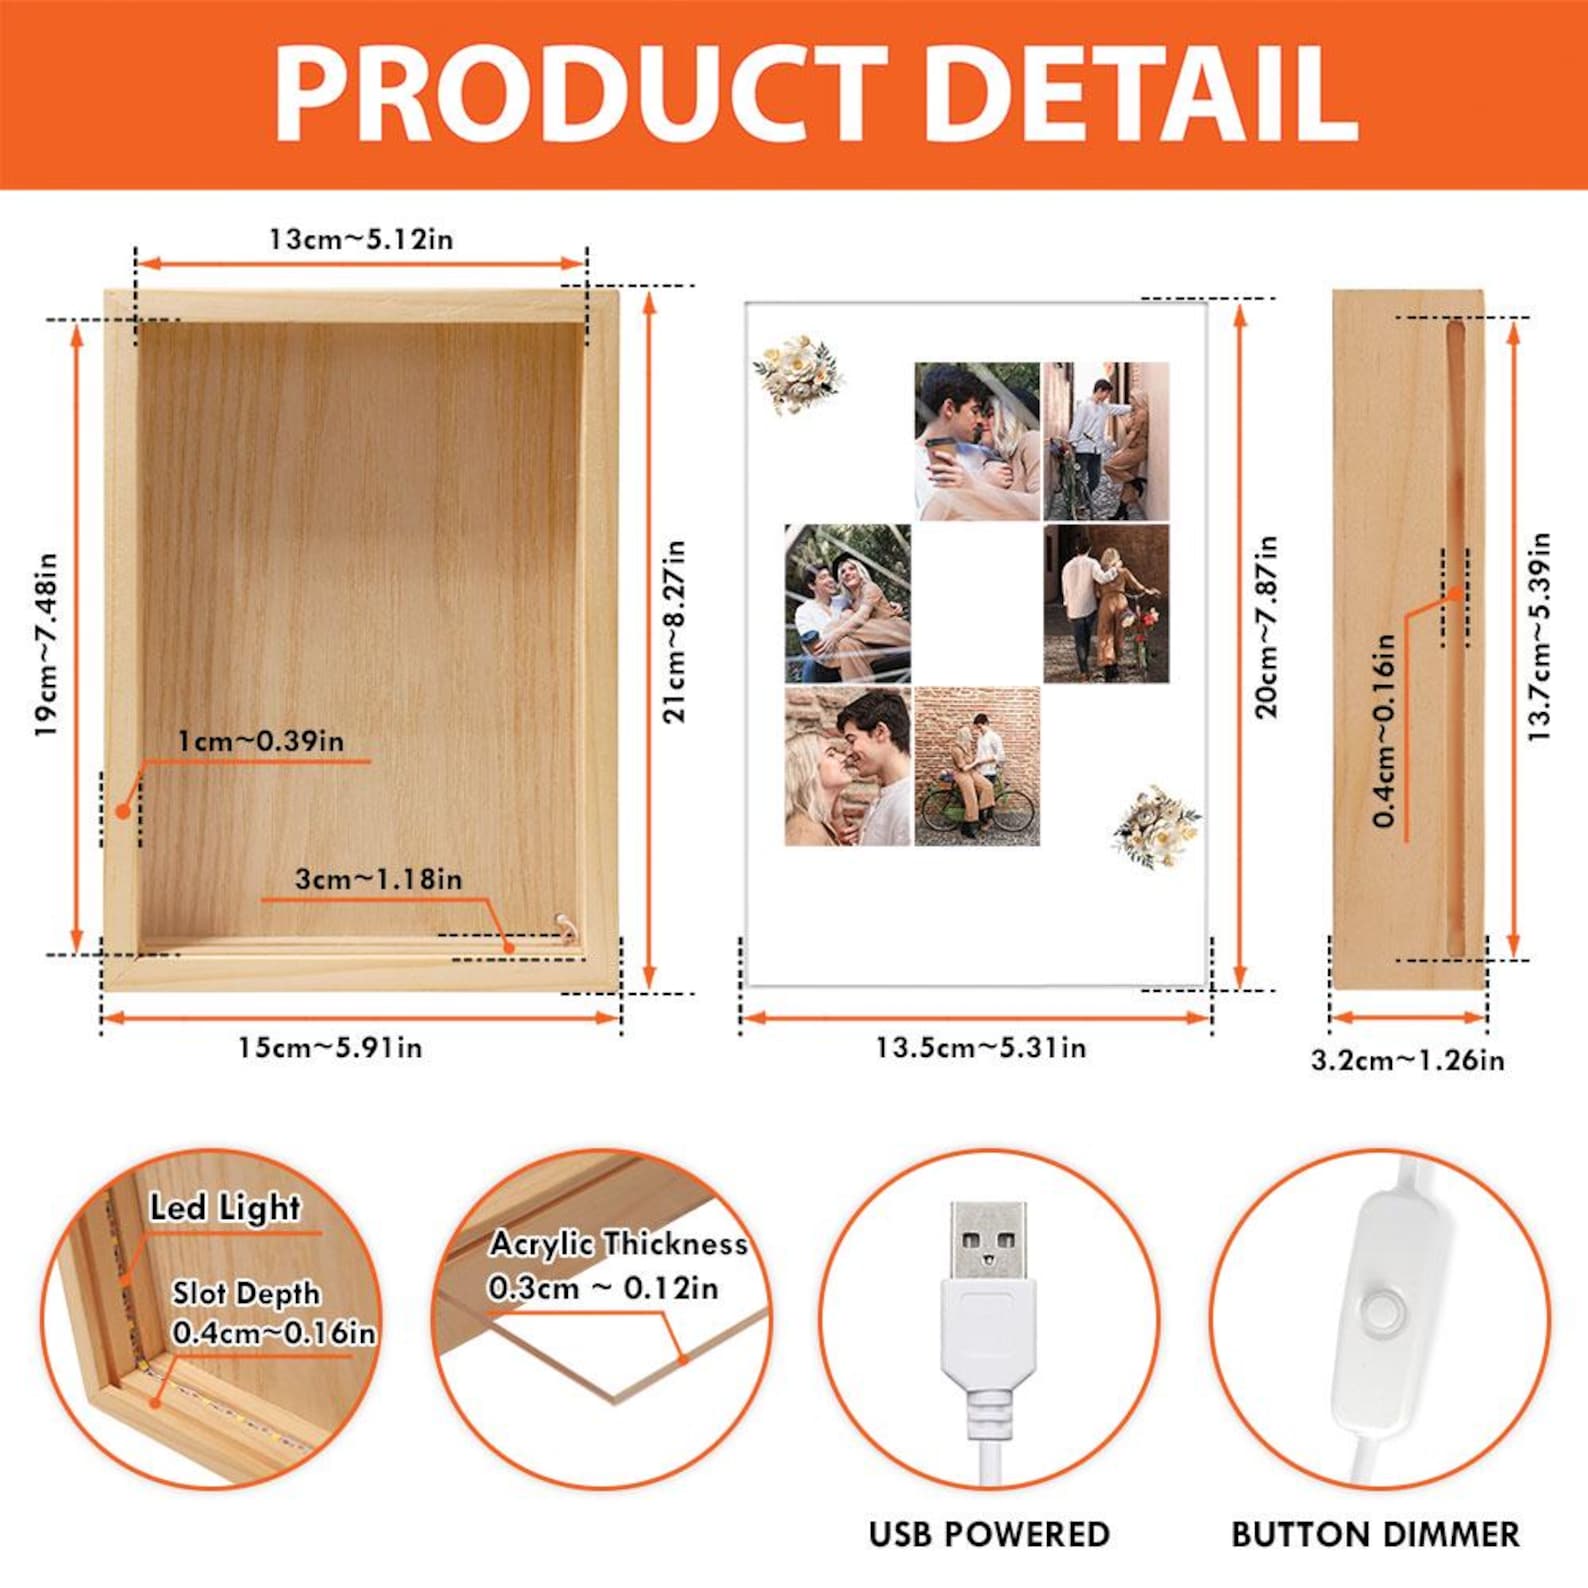 PRODUCT DETAIL
13cm~5.12in
19cm~7.48in
21cm~8.27in
1cm~0.39in
3cm~1.18in
15cm~5.91in
20cm~7.87in
13.5cm~5.31in
0.4cm~0.16in
13.7cm~5.39in
3.2cm~1.26in
Led Light
Slot Depth
0.4cm~0.16in
Acrylic Thickness
0.3cm ~ 0.12in
USB POWERED
BUTTON DIMMER